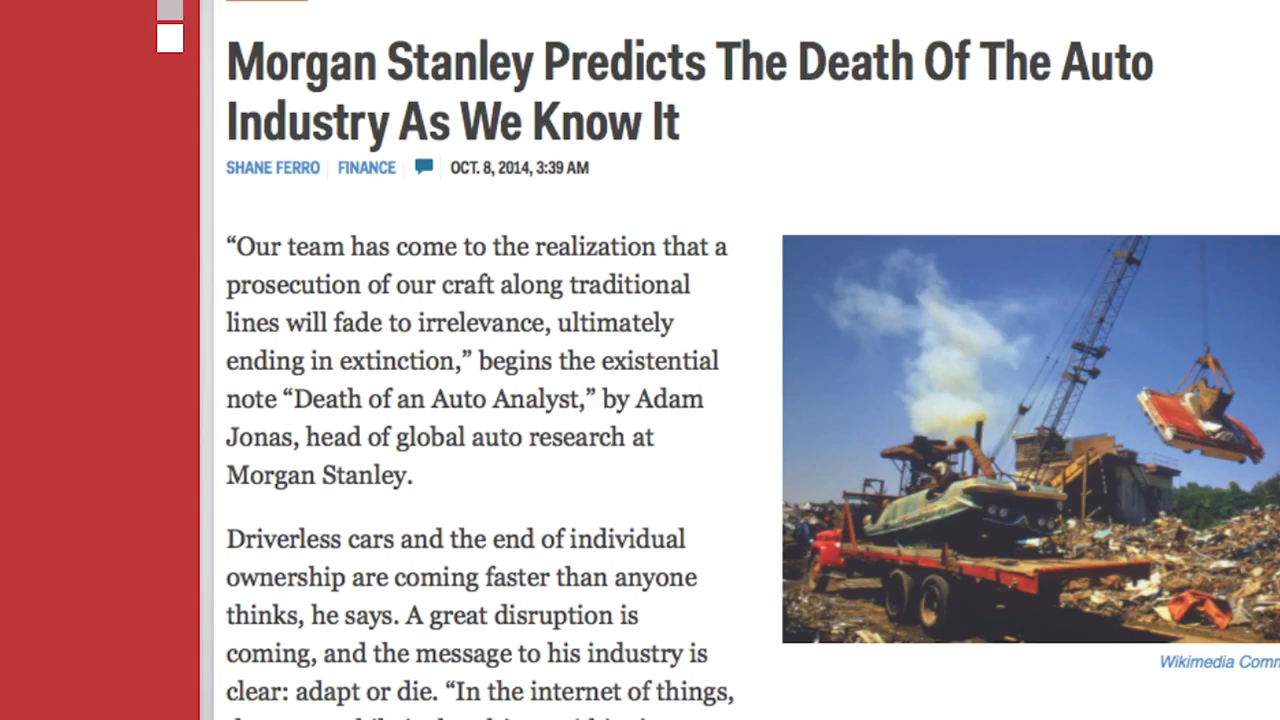 Morgan Stanley Predicts The Death Of The Auto
Industry As We Know It
SHANE FERRO FINANCE OCT. 8, 2014, 3:39 AM
“Our team has come to the realization that a
prosecution of our craft along traditional
lines will fade to irrelevance, ultimately
ending in extinction,” begins the existential
note “Death of an Auto Analyst,” by Adam
Jonas, head of global auto research at
Morgan Stanley.
Driverless cars and the end of individual
ownership are coming faster than anyone
thinks, he says. A great disruption is
coming, and the message to his industry is
clear: adapt or die. “In the internet of things,
Wikimedia